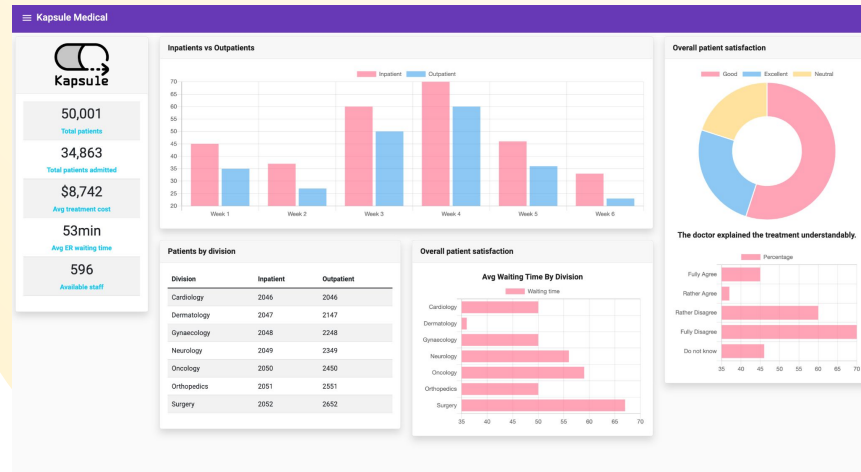 Kapsule Medical
Kapsule
50,001
Total patients
34,863
Total patients admitted
$8,742
Avg treatment cost
53min
Avg ER waiting time
596
Available staff
Inpatients vs Outpatients
Inpatient Outpatient
70
65
60
55
50
45
40
35
30
25
20
Week 1 Week 2 Week 3 Week 4 Week 5 Week 6
Patients by division
Division Inpatient Outpatient
Cardiology 2046 2046
Dermatology 2047 2147
Gynaecology 2048 2248
Neurology 2049 2349
Oncology 2050 2450
Orthopedics 2051 2551
Surgery 2052 2652
Overall patient satisfaction
Avg Waiting Time By Division
Waiting time
Cardiology
Dermatology
Gynaecology
Neurology
Oncology
Orthopedics
Surgery
35 40 45 50 55 60 65 70
Overall patient satisfaction
Good Excellent Neutral
The doctor explained the treatment understandably.
Percentage
Fully Agree
Rather Agree
Rather Disagree
Fully Disagree
Do not know
35 40 45 50 55 60 65 70